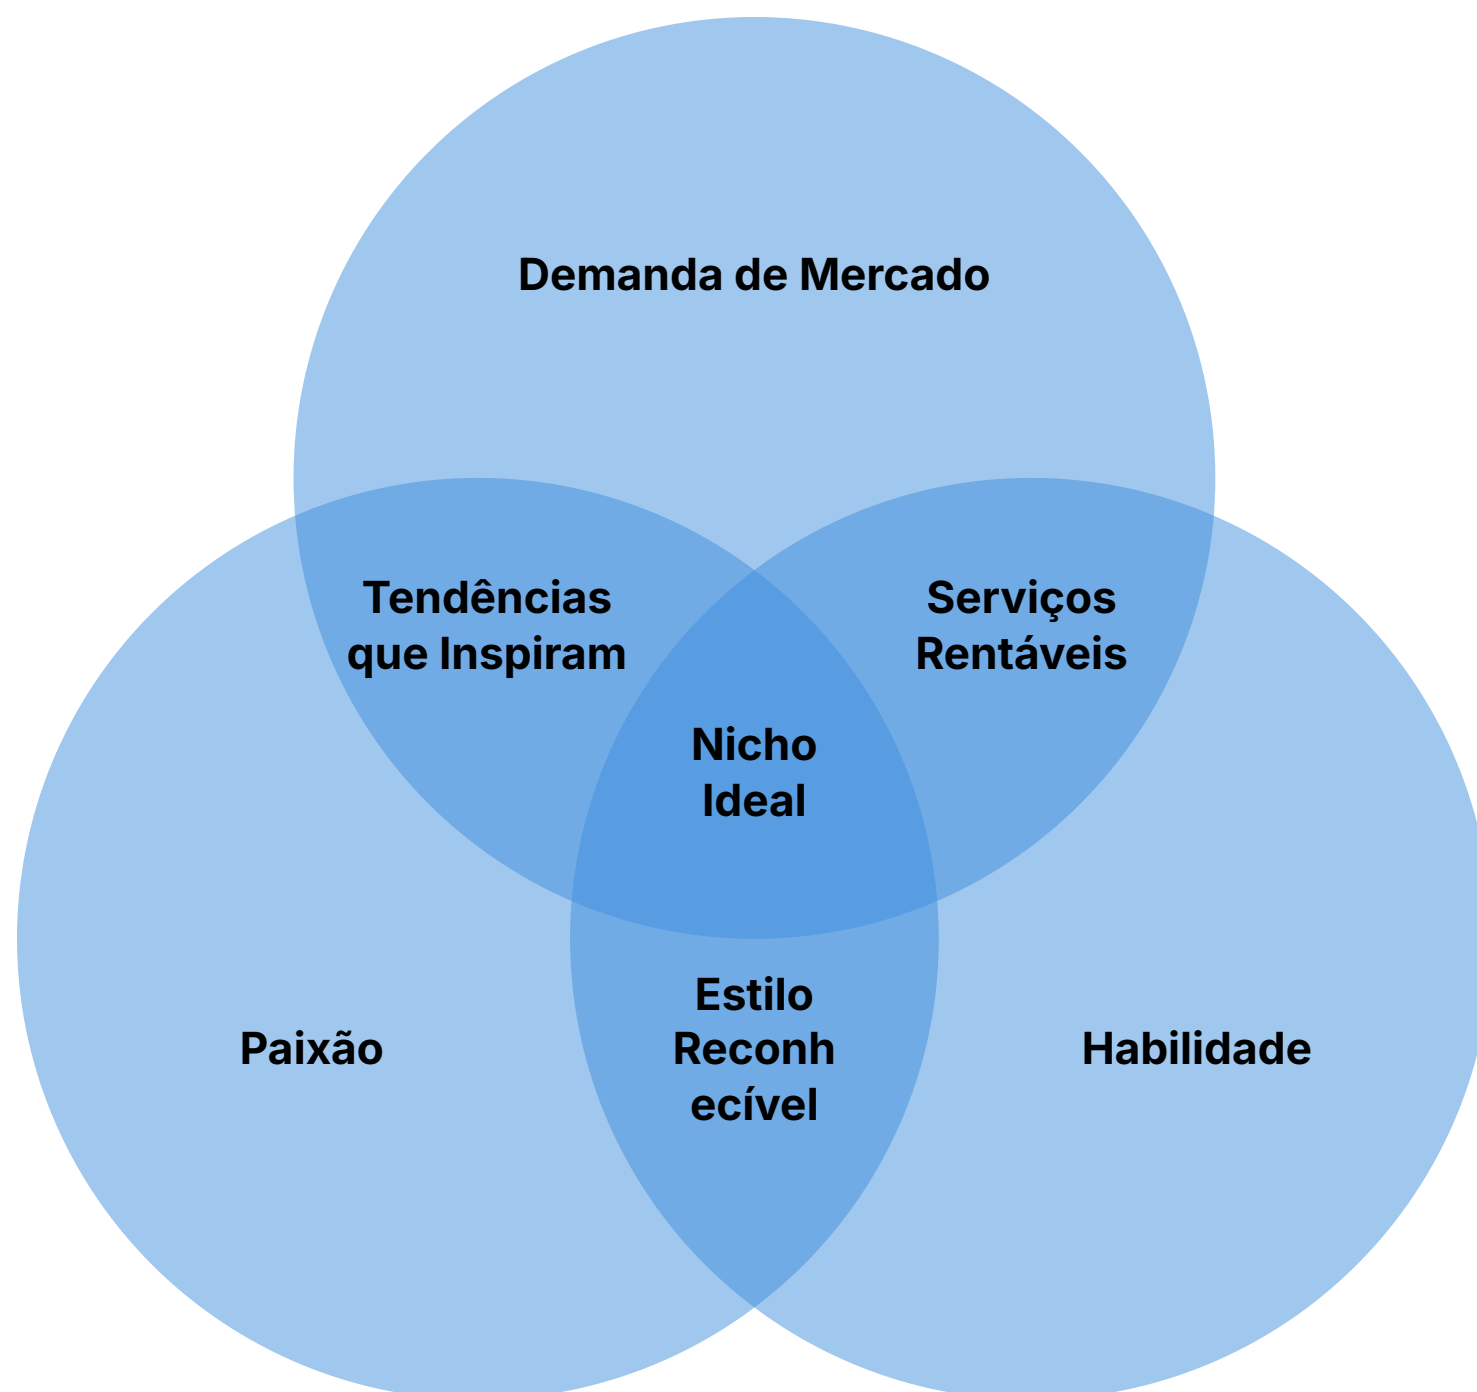 Demanda de Mercado
Tendências
que Inspiram
Serviços
Rentáveis
Nicho
Ideal
Estilo
Reconh
ecível
Paixão
Habilidade